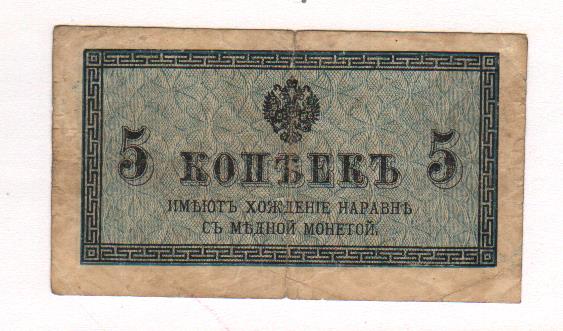 5 КОПѢЕКЪ 5
ИМѢЮТЪ ХОЖДЕНІЕ НАРАВНѢ
СЪ МѢДНОЙ МОНЕТОЙ.